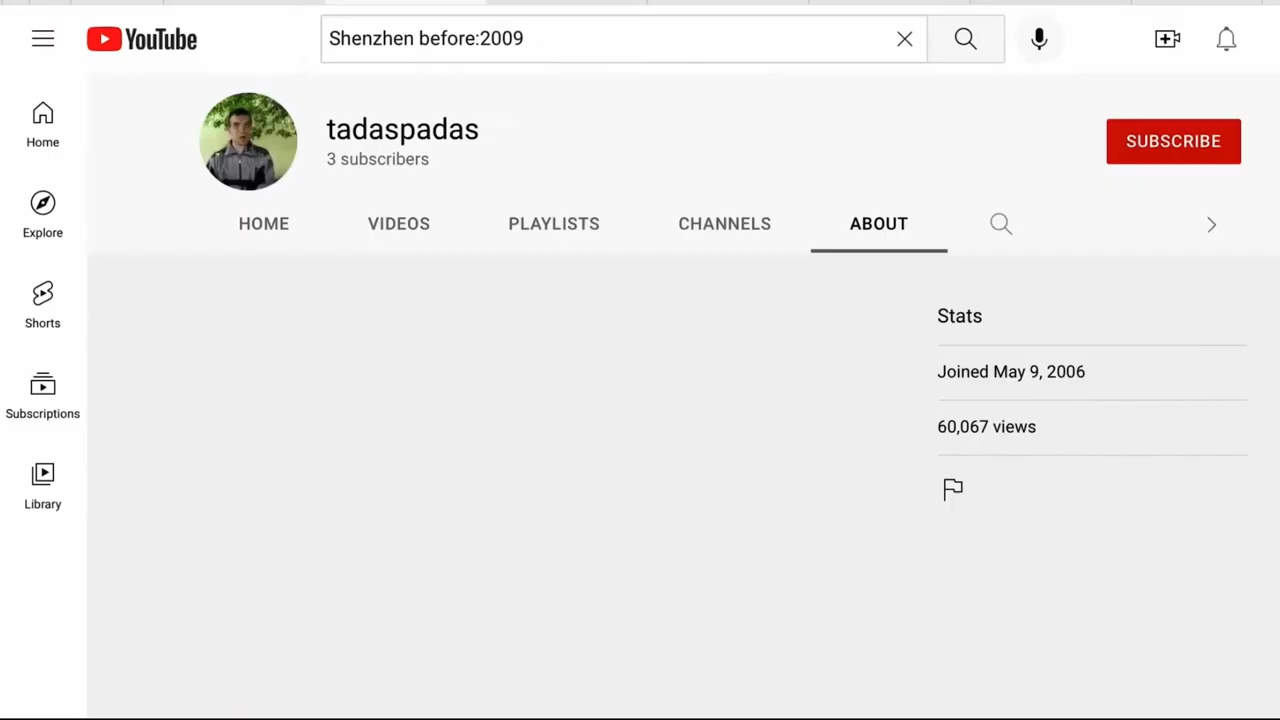 YouTube
Shenzhen before:2009
Home
Explore
Shorts
Subscriptions
Library
tadaspadas
3 subscribers
SUBSCRIBE
HOME VIDEOS PLAYLISTS CHANNELS ABOUT
Stats
Joined May 9, 2006
60,067 views